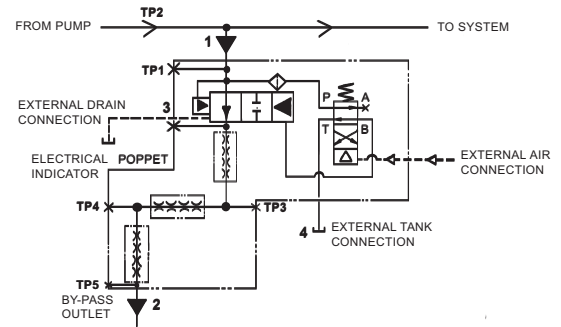 TP2
FROM PUMP
TO SYSTEM
1
TP1
P A
EXTERNAL DRAIN
CONNECTION
3
T B
ELECTRICAL
INDICATOR
POPPET
EXTERNAL AIR
CONNECTION
TP4
TP3
4
EXTERNAL TANK
CONNECTION
TP5
BY-PASS
OUTLET
2